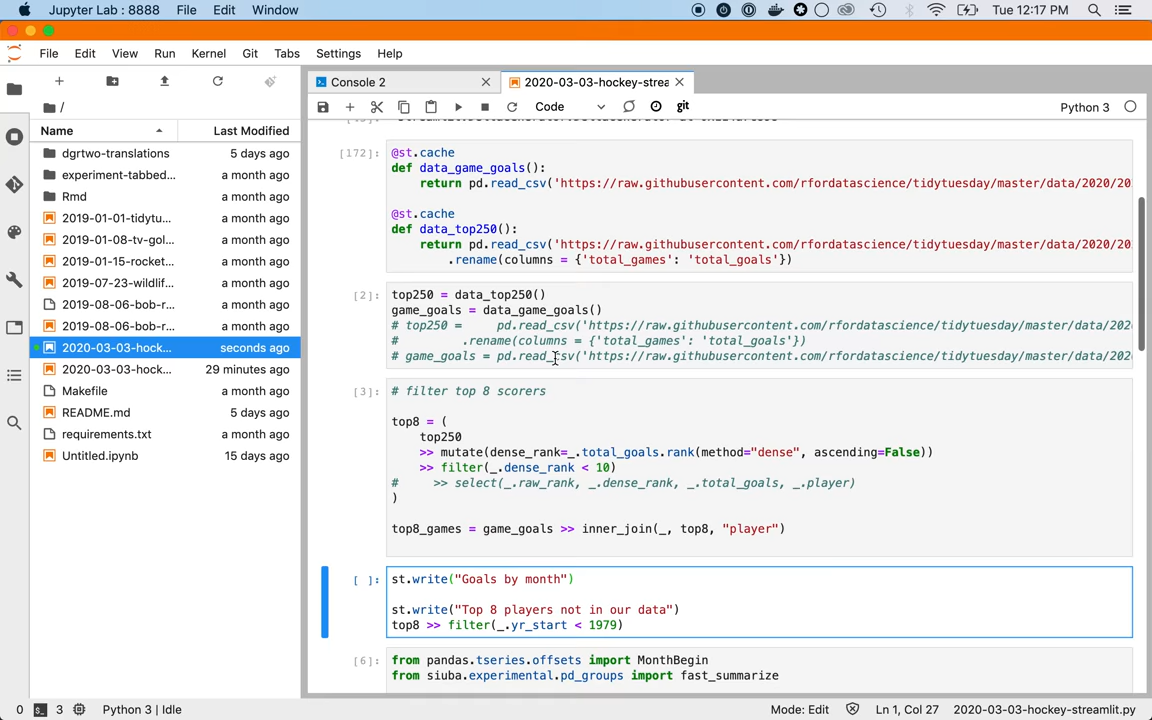 Jupyter Lab : 8888 File Edit Window Tue 12:17 PM
File Edit View Run Kernel Git Tabs Settings Help
Console 2
2020-03-03-hockey-strea
Code git Python 3
/
Name Last Modified
dgrtwo-translations 5 days ago
experiment-tabbed... a month ago
Rmd a month ago
2019-01-01-tidytu... a month ago
2019-01-08-tv-gol... a month ago
2019-01-15-rocket... a month ago
2019-07-23-wildlif... a month ago
2019-08-06-bob-r... a month ago
2019-08-06-bob-r... a month ago
2020-03-03-hock... seconds ago
2020-03-03-hock... 29 minutes ago
Makefile a month ago
README.md 5 days ago
requirements.txt a month ago
Untitled.ipynb 15 days ago
[172]: @st.cache
def data_game_goals():
return pd.read_csv('https://raw.githubusercontent.com/rfordatascience/tidytuesday/master/data/2020/20
@st.cache
def data_top250():
return pd.read_csv('https://raw.githubusercontent.com/rfordatascience/tidytuesday/master/data/2020/20
.rename(columns = {'total_games': 'total_goals'})
[2]: top250 = data_top250()
game_goals = data_game_goals()
# top250 = pd.read_csv('https://raw.githubusercontent.com/rfordatascience/tidytuesday/master/data/202
# .rename(columns = {'total_games': 'total_goals'})
# game_goals = pd.read_csv('https://raw.githubusercontent.com/rfordatascience/tidytuesday/master/data/202
[3]: # filter top 8 scorers
top8 = (
top250
>> mutate(dense_rank=_.total_goals.rank(method="dense", ascending=False))
>> filter(_.dense_rank < 10)
# >> select(_.raw_rank, _.dense_rank, _.total_goals, _.player)
)
top8_games = game_goals >> inner_join(_, top8, "player")
[ ]: st.write("Goals by month")
st.write("Top 8 players not in our data")
top8 >> filter(_.yr_start < 1979)
[6]: from pandas.tseries.offsets import MonthBegin
from siuba.experimental.pd_groups import fast_summarize
0 3 Python 3 | Idle Mode: Edit Ln 1, Col 27 2020-03-03-hockey-streamlit.py